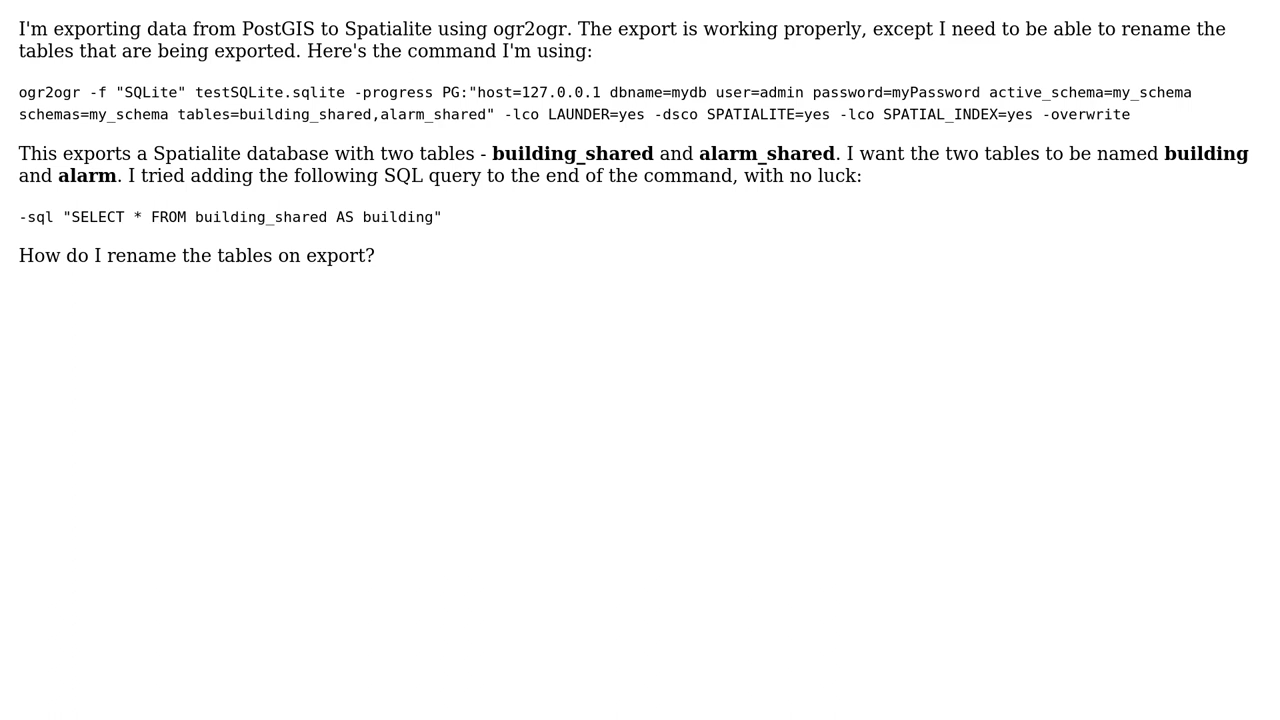 I'm exporting data from PostGIS to Spatialite using ogr2ogr. The export is working properly, except I need to be able to rename the
tables that are being exported. Here's the command I'm using:
ogr2ogr -f "SQLite" testSQLite.sqlite -progress PG:"host=127.0.0.1 dbname=mydb user=admin password=myPassword active_schema=my_schema
schemas=my_schema tables=building_shared,alarm_shared" -lco LAUNDER=yes -dsco SPATIALITE=yes -lco SPATIAL_INDEX=yes -overwrite
This exports a Spatialite database with two tables - building_shared and alarm_shared. I want the two tables to be named building
and alarm. I tried adding the following SQL query to the end of the command, with no luck:
-sql "SELECT * FROM building_shared AS building"
How do I rename the tables on export?